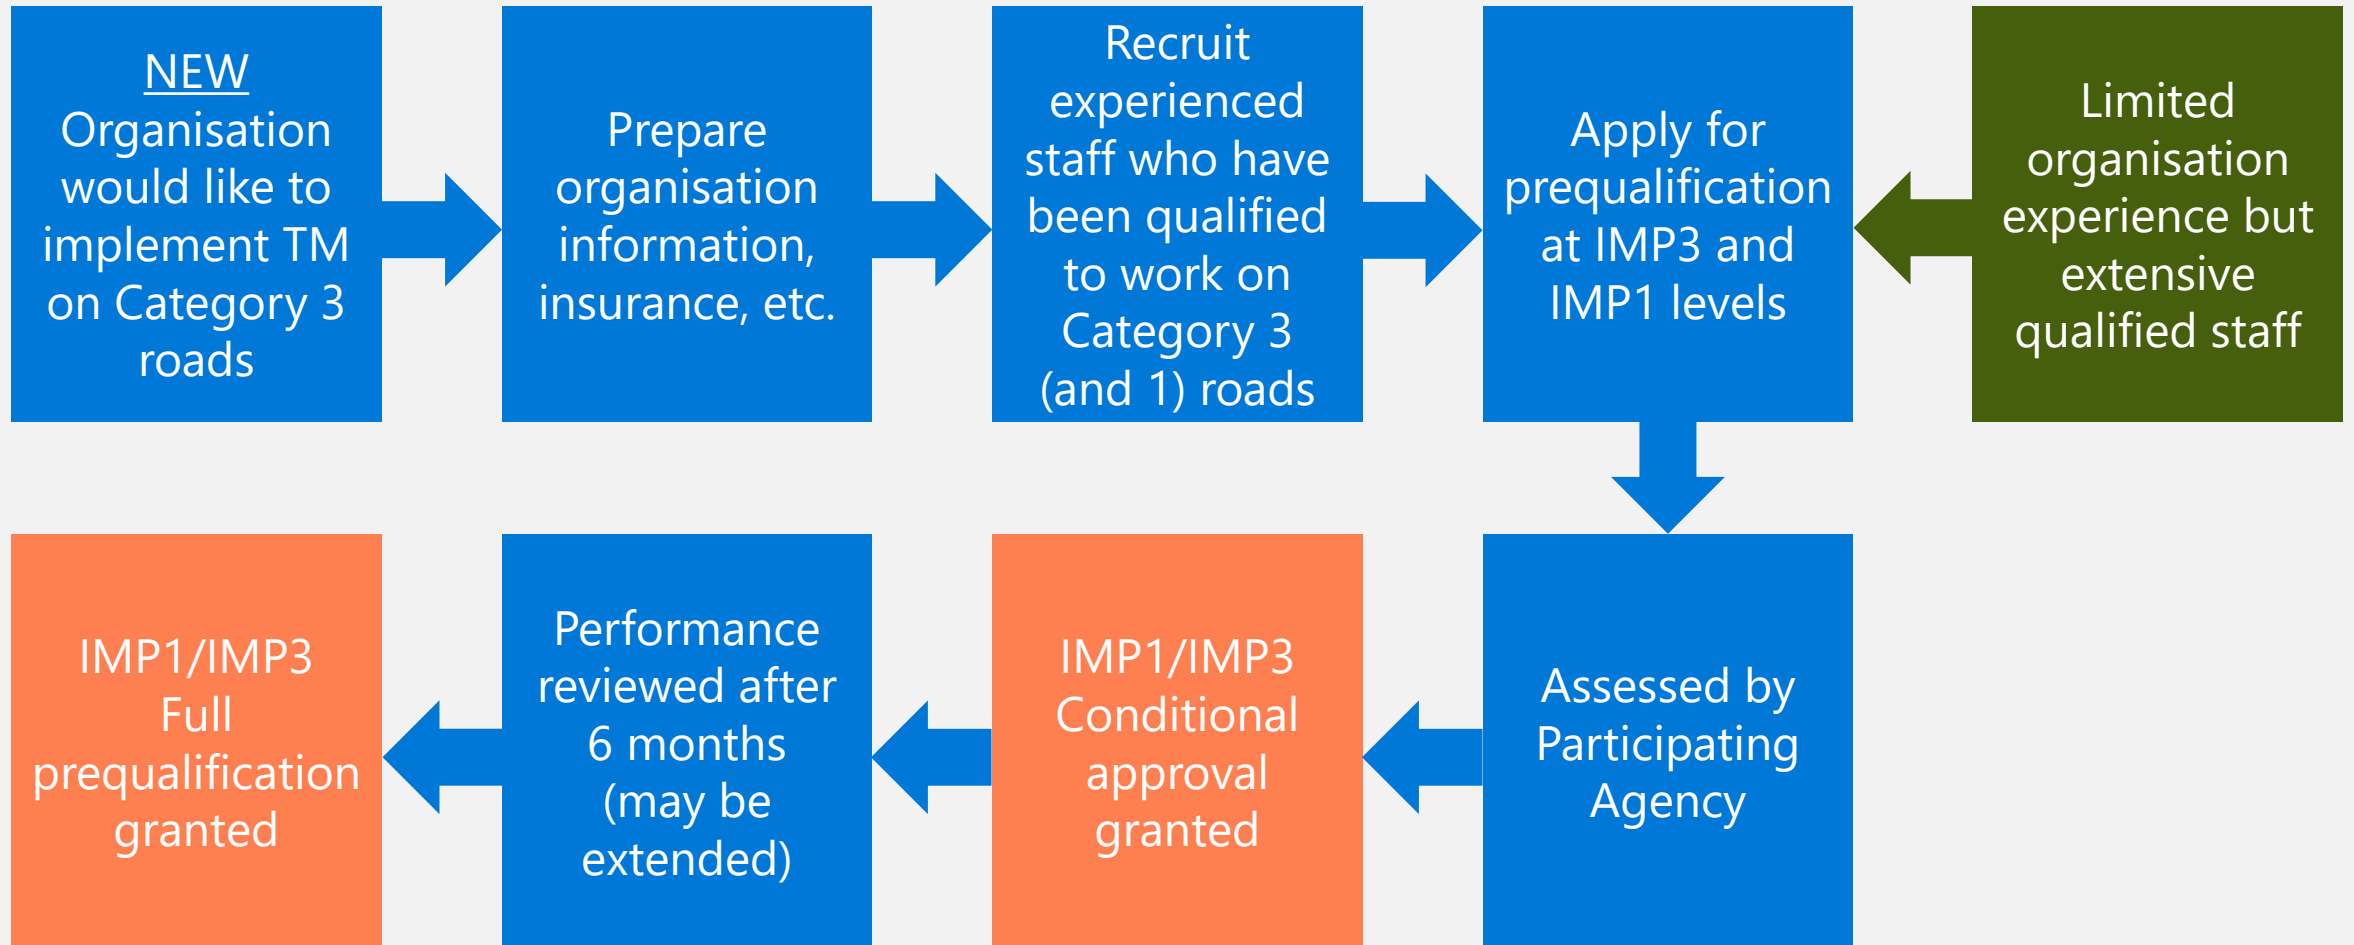 NEW
Organisation
would like to
implement TM
on Category 3
roads
Prepare
organisation
information,
insurance, etc.
Recruit
experienced
staff who have
been qualified
to work on
Category 3
(and 1) roads
Apply for
prequalification
at IMP3 and
IMP1 levels
Limited
organisation
experience but
extensive
qualified staff
Assessed by
Participating
Agency
IMP1/IMP3
Conditional
approval
granted
Performance
reviewed after
6 months
(may be
extended)
IMP1/IMP3
Full
prequalification
granted